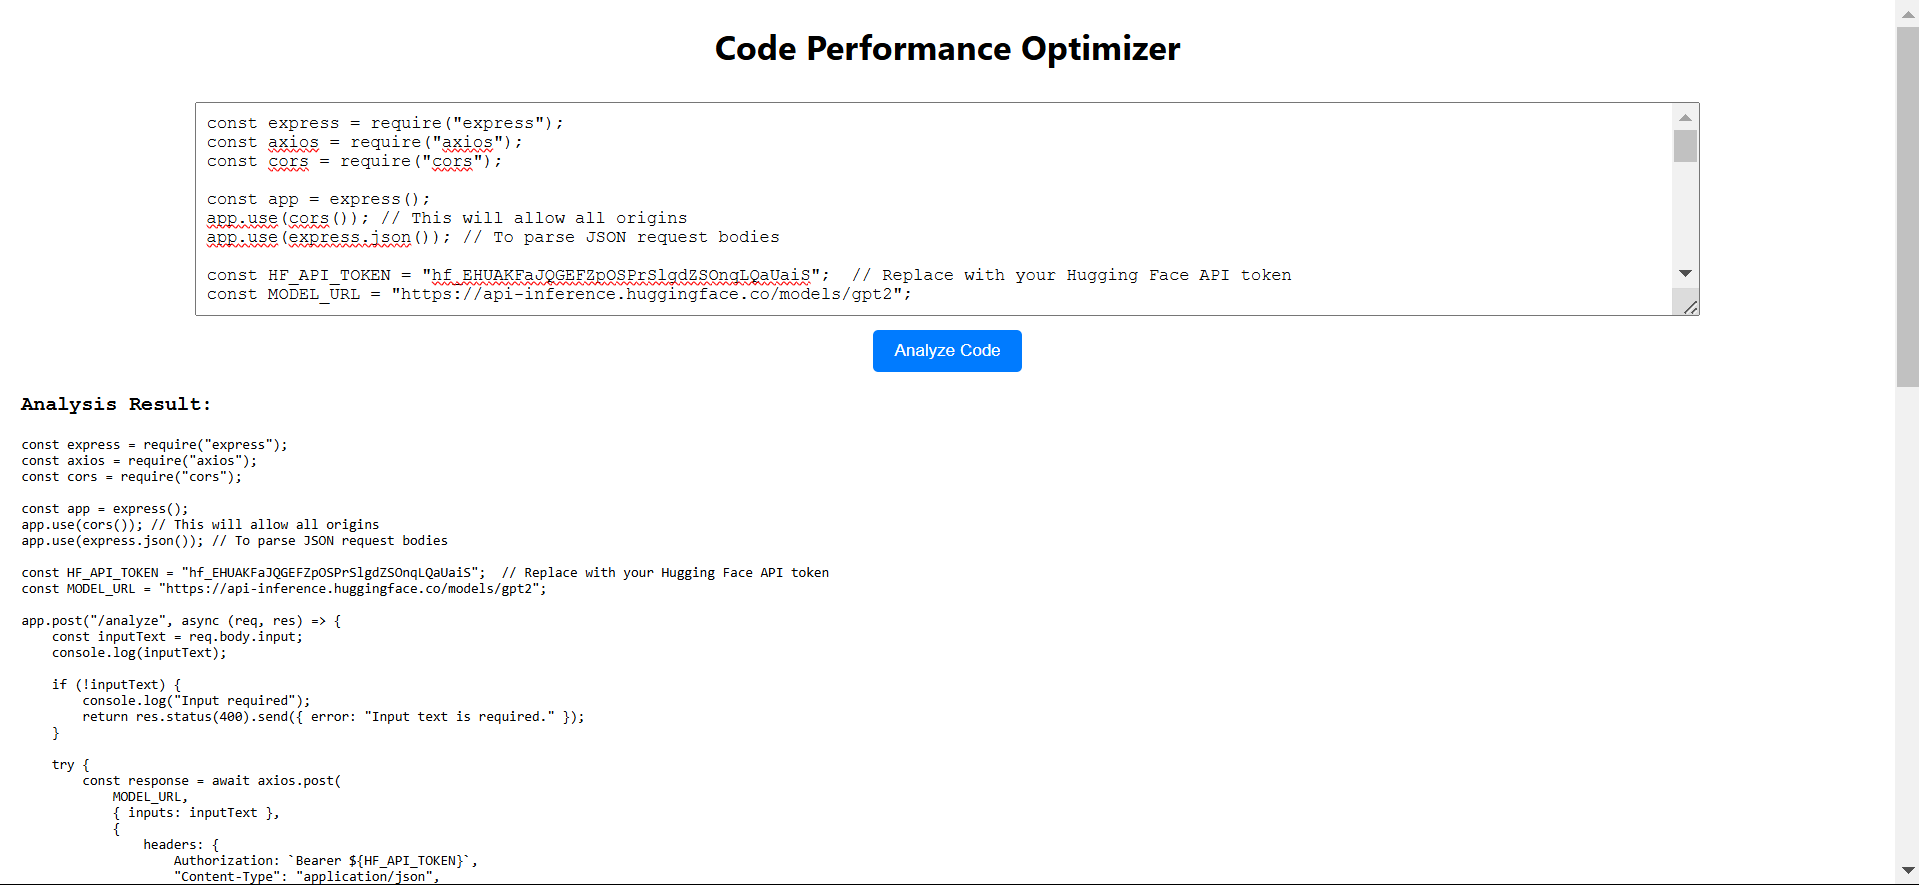 Code Performance Optimizer
const express = require("express");
const axios = require("axios");
const cors = require("cors");
const app = express();
app.use(cors()); // This will allow all origins
app.use(express.json()); // To parse JSON request bodies
const HF_API_TOKEN = "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";  // Replace with your Hugging Face API token
const MODEL_URL = "https://api-inference.huggingface.co/models/gpt2";
Analyze Code
Analysis Result:
const express = require("express");
const axios = require("axios");
const cors = require("cors");
const app = express();
app.use(cors()); // This will allow all origins
app.use(express.json()); // To parse JSON request bodies
const HF_API_TOKEN = "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";  // Replace with your Hugging Face API token
const MODEL_URL = "https://api-inference.huggingface.co/models/gpt2";
app.post("/analyze", async (req, res) => {
    const inputText = req.body.input;
    console.log(inputText);
    if (!inputText) {
        console.log("Input required");
        return res.status(400).send({ error: "Input text is required." });
    }
    try {
        const response = await axios.post(
            MODEL_URL,
            { inputs: inputText },
            {
                headers: {
                    Authorization: `Bearer ${HF_API_TOKEN}`,
                    "Content-Type": "application/json",